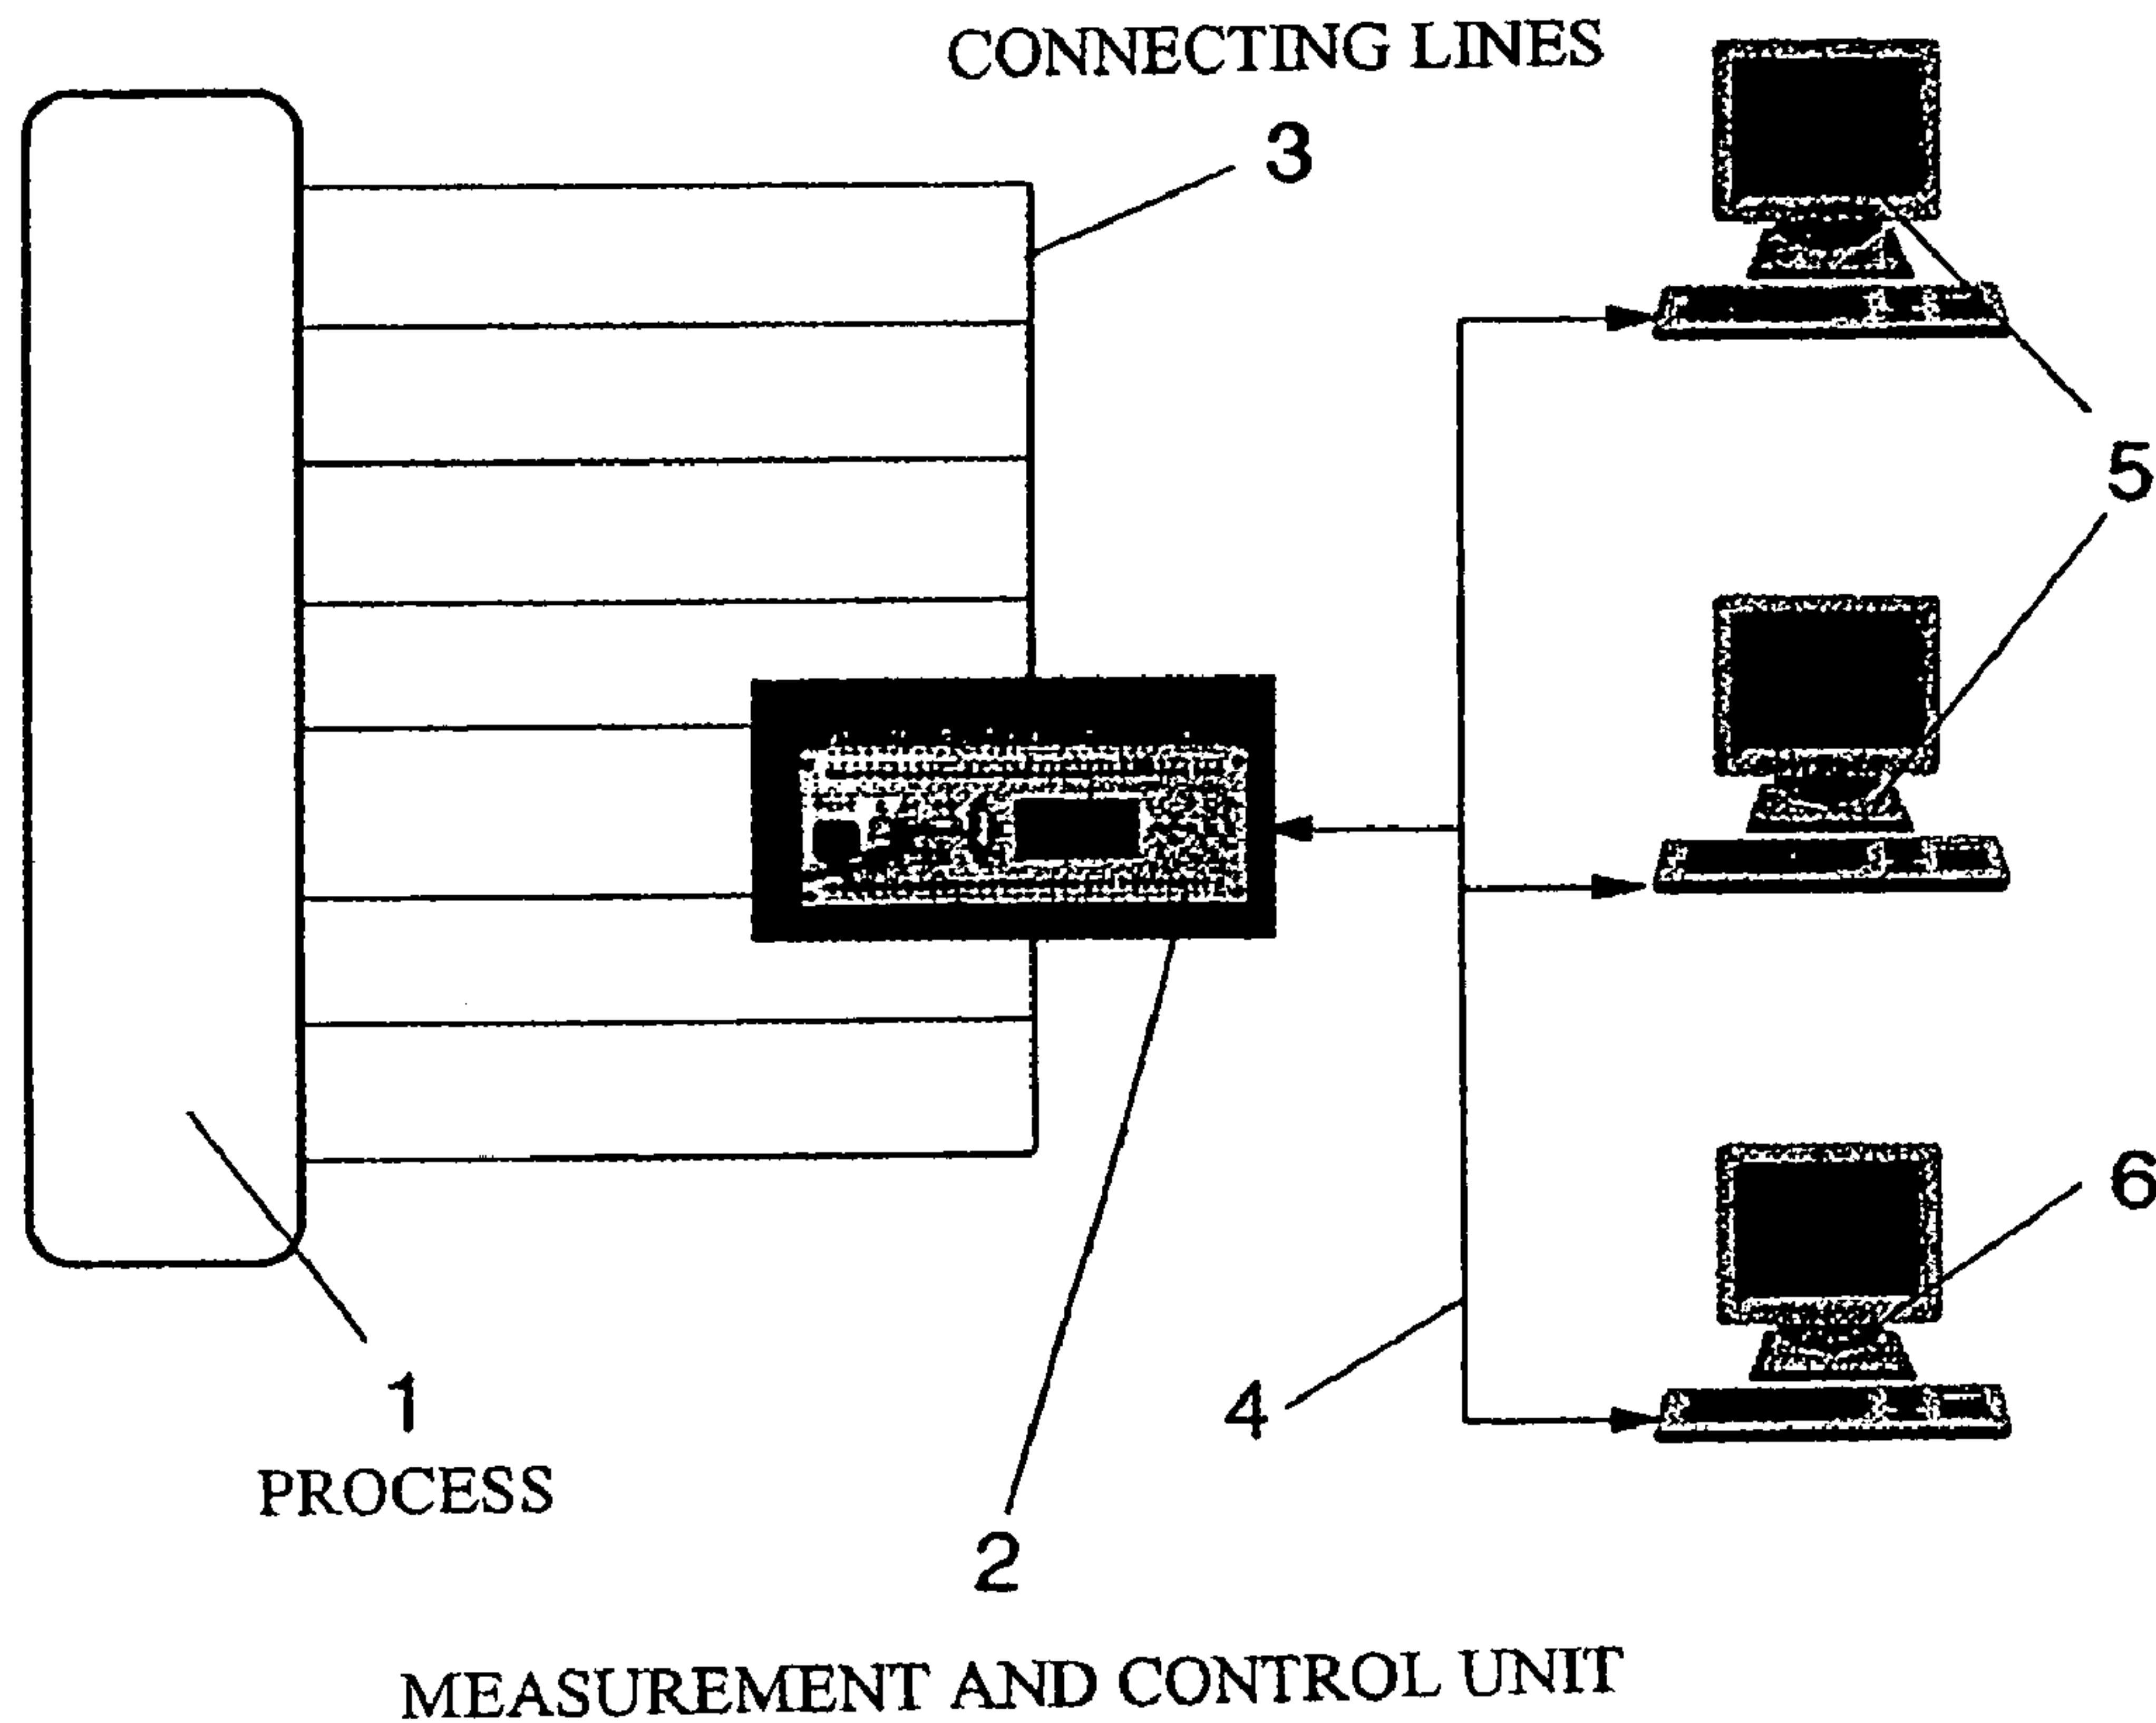 CONNECTING LINES
3
5
6
4
1
PROCESS
2
MEASUREMENT AND CONTROL UNIT